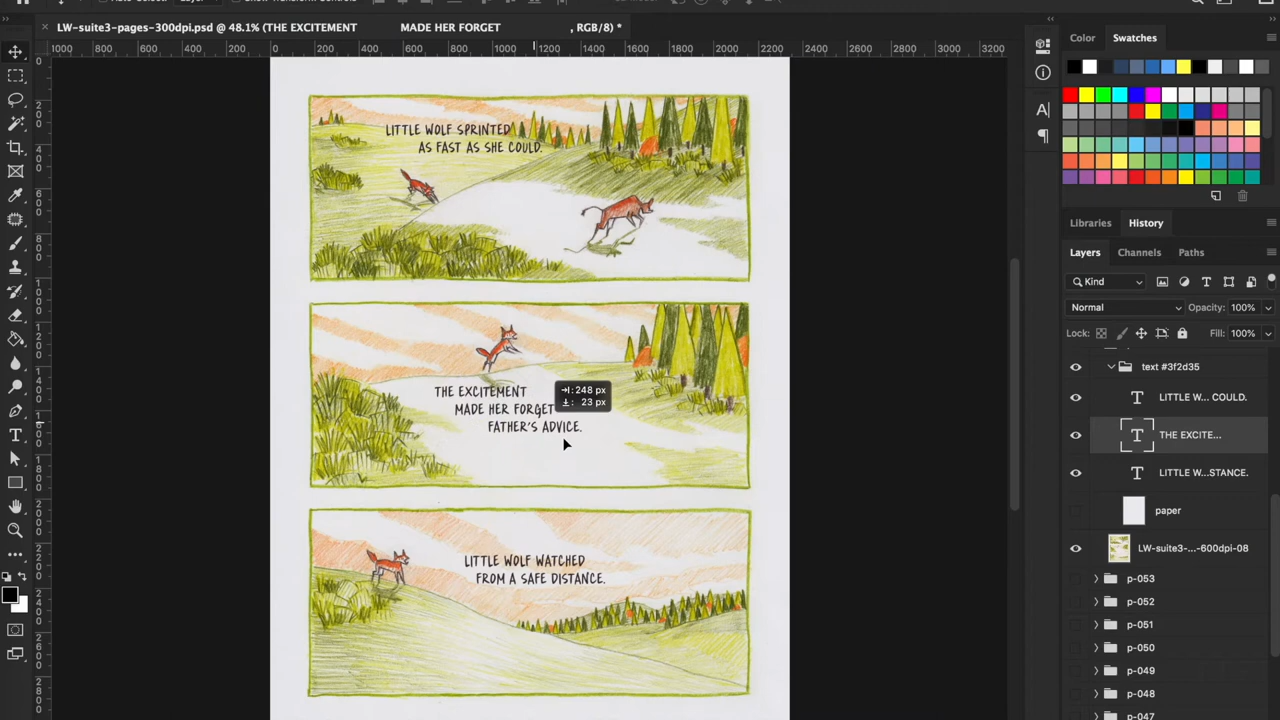 LW-suite3-pages-300dpi.psd @ 48.1% (THE EXCITEMENT MADE HER FORGET , RGB/8) *
1000 800 600 400 200 0 200 400 600 800 1000 1200 1400 1600 1800 2000 2200 2400 2600 2800 3000 3200
Color Swatches
LITTLE WOLF SPRINTED
AS FAST AS SHE COULD.
THE EXCITEMENT
MADE HER FORGET
FATHER'S ADVICE.
H: 248 px
23 px
LITTLE WOLF WATCHED
FROM A SAFE DISTANCE.
Libraries History
Layers Channels Paths
Kind
Normal Opacity: 100%
Lock: Fill: 100%
text #3f2d35
LITTLE W... COULD.
THE EXCITE...
LITTLE W...STANCE.
paper
LW-suite3-...-600dpi-08
p-053
p-052
p-051
p-050
p-049
p-048
p-047